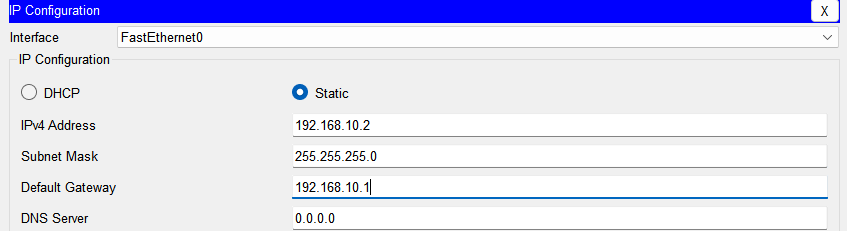 IP Configuration X
Interface FastEthernet0
IP Configuration
DHCP Static
IPv4 Address 192.168.10.2
Subnet Mask 255.255.255.0
Default Gateway 192.168.10.1
DNS Server 0.0.0.0